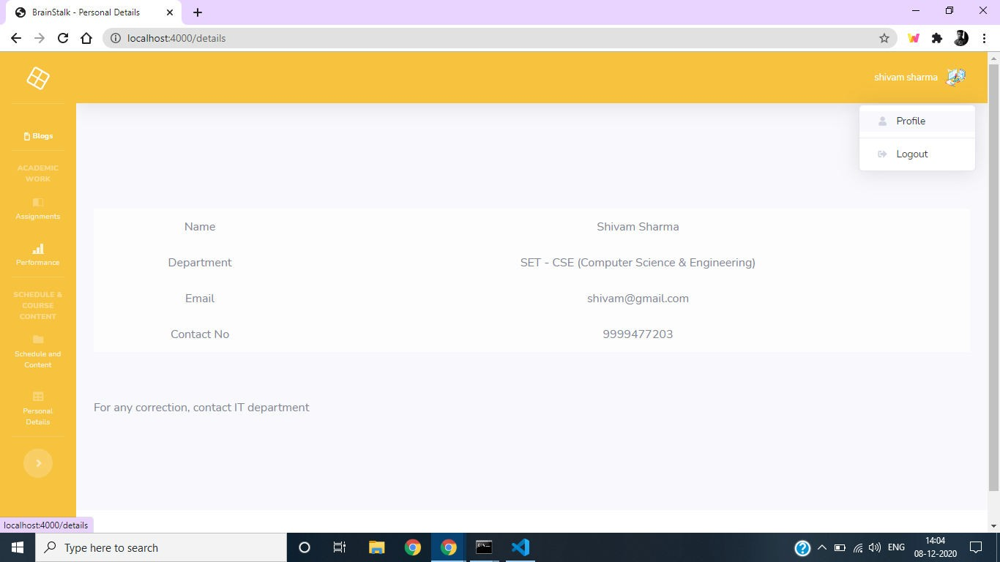 BrainStalk - Personal Details
localhost:4000/details
shivam sharma
Profile
Logout
Blogs
ACADEMIC
WORK
Assignments
Performance
SCHEDULE &
COURSE
CONTENT
Schedule and
Content
Personal
Details
Name Shivam Sharma
Department SET - CSE (Computer Science & Engineering)
Email shivam@gmail.com
Contact No 9999477203
For any correction, contact IT department
localhost:4000/details
Type here to search
ENG
14:04
08-12-2020